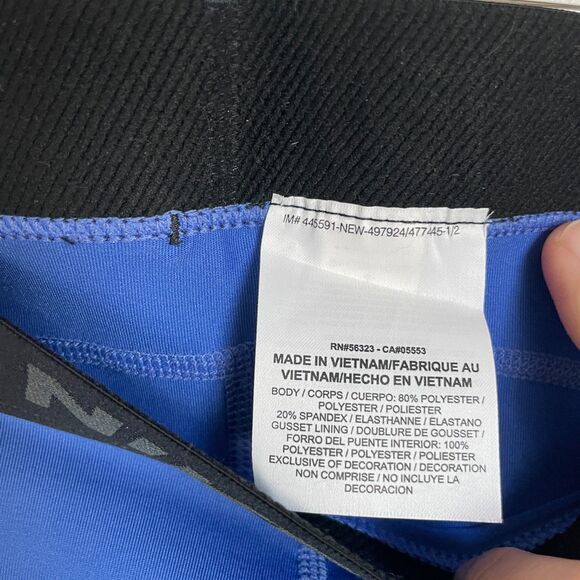 IM# 445591-NEW-497924/477445-1/2
RN#56323 - CA#05553
MADE IN VIETNAM/FABRIQUE AU
VIETNAM/HECHO EN VIETNAM
BODY / CORPS / CUERPO: 80% POLYESTER /
POLYESTER / POLIESTER
20% SPANDEX / ELASTHANNE / ELASTANO
GUSSET LINING / DOUBLURE DE GOUSSET /
FORRO DEL PUENTE INTERIOR: 100%
POLYESTER / POLYESTER / POLIESTER
EXCLUSIVE OF DECORATION / DECORATION
NON COMPRISE / NO INCLUYE LA
DECORACION